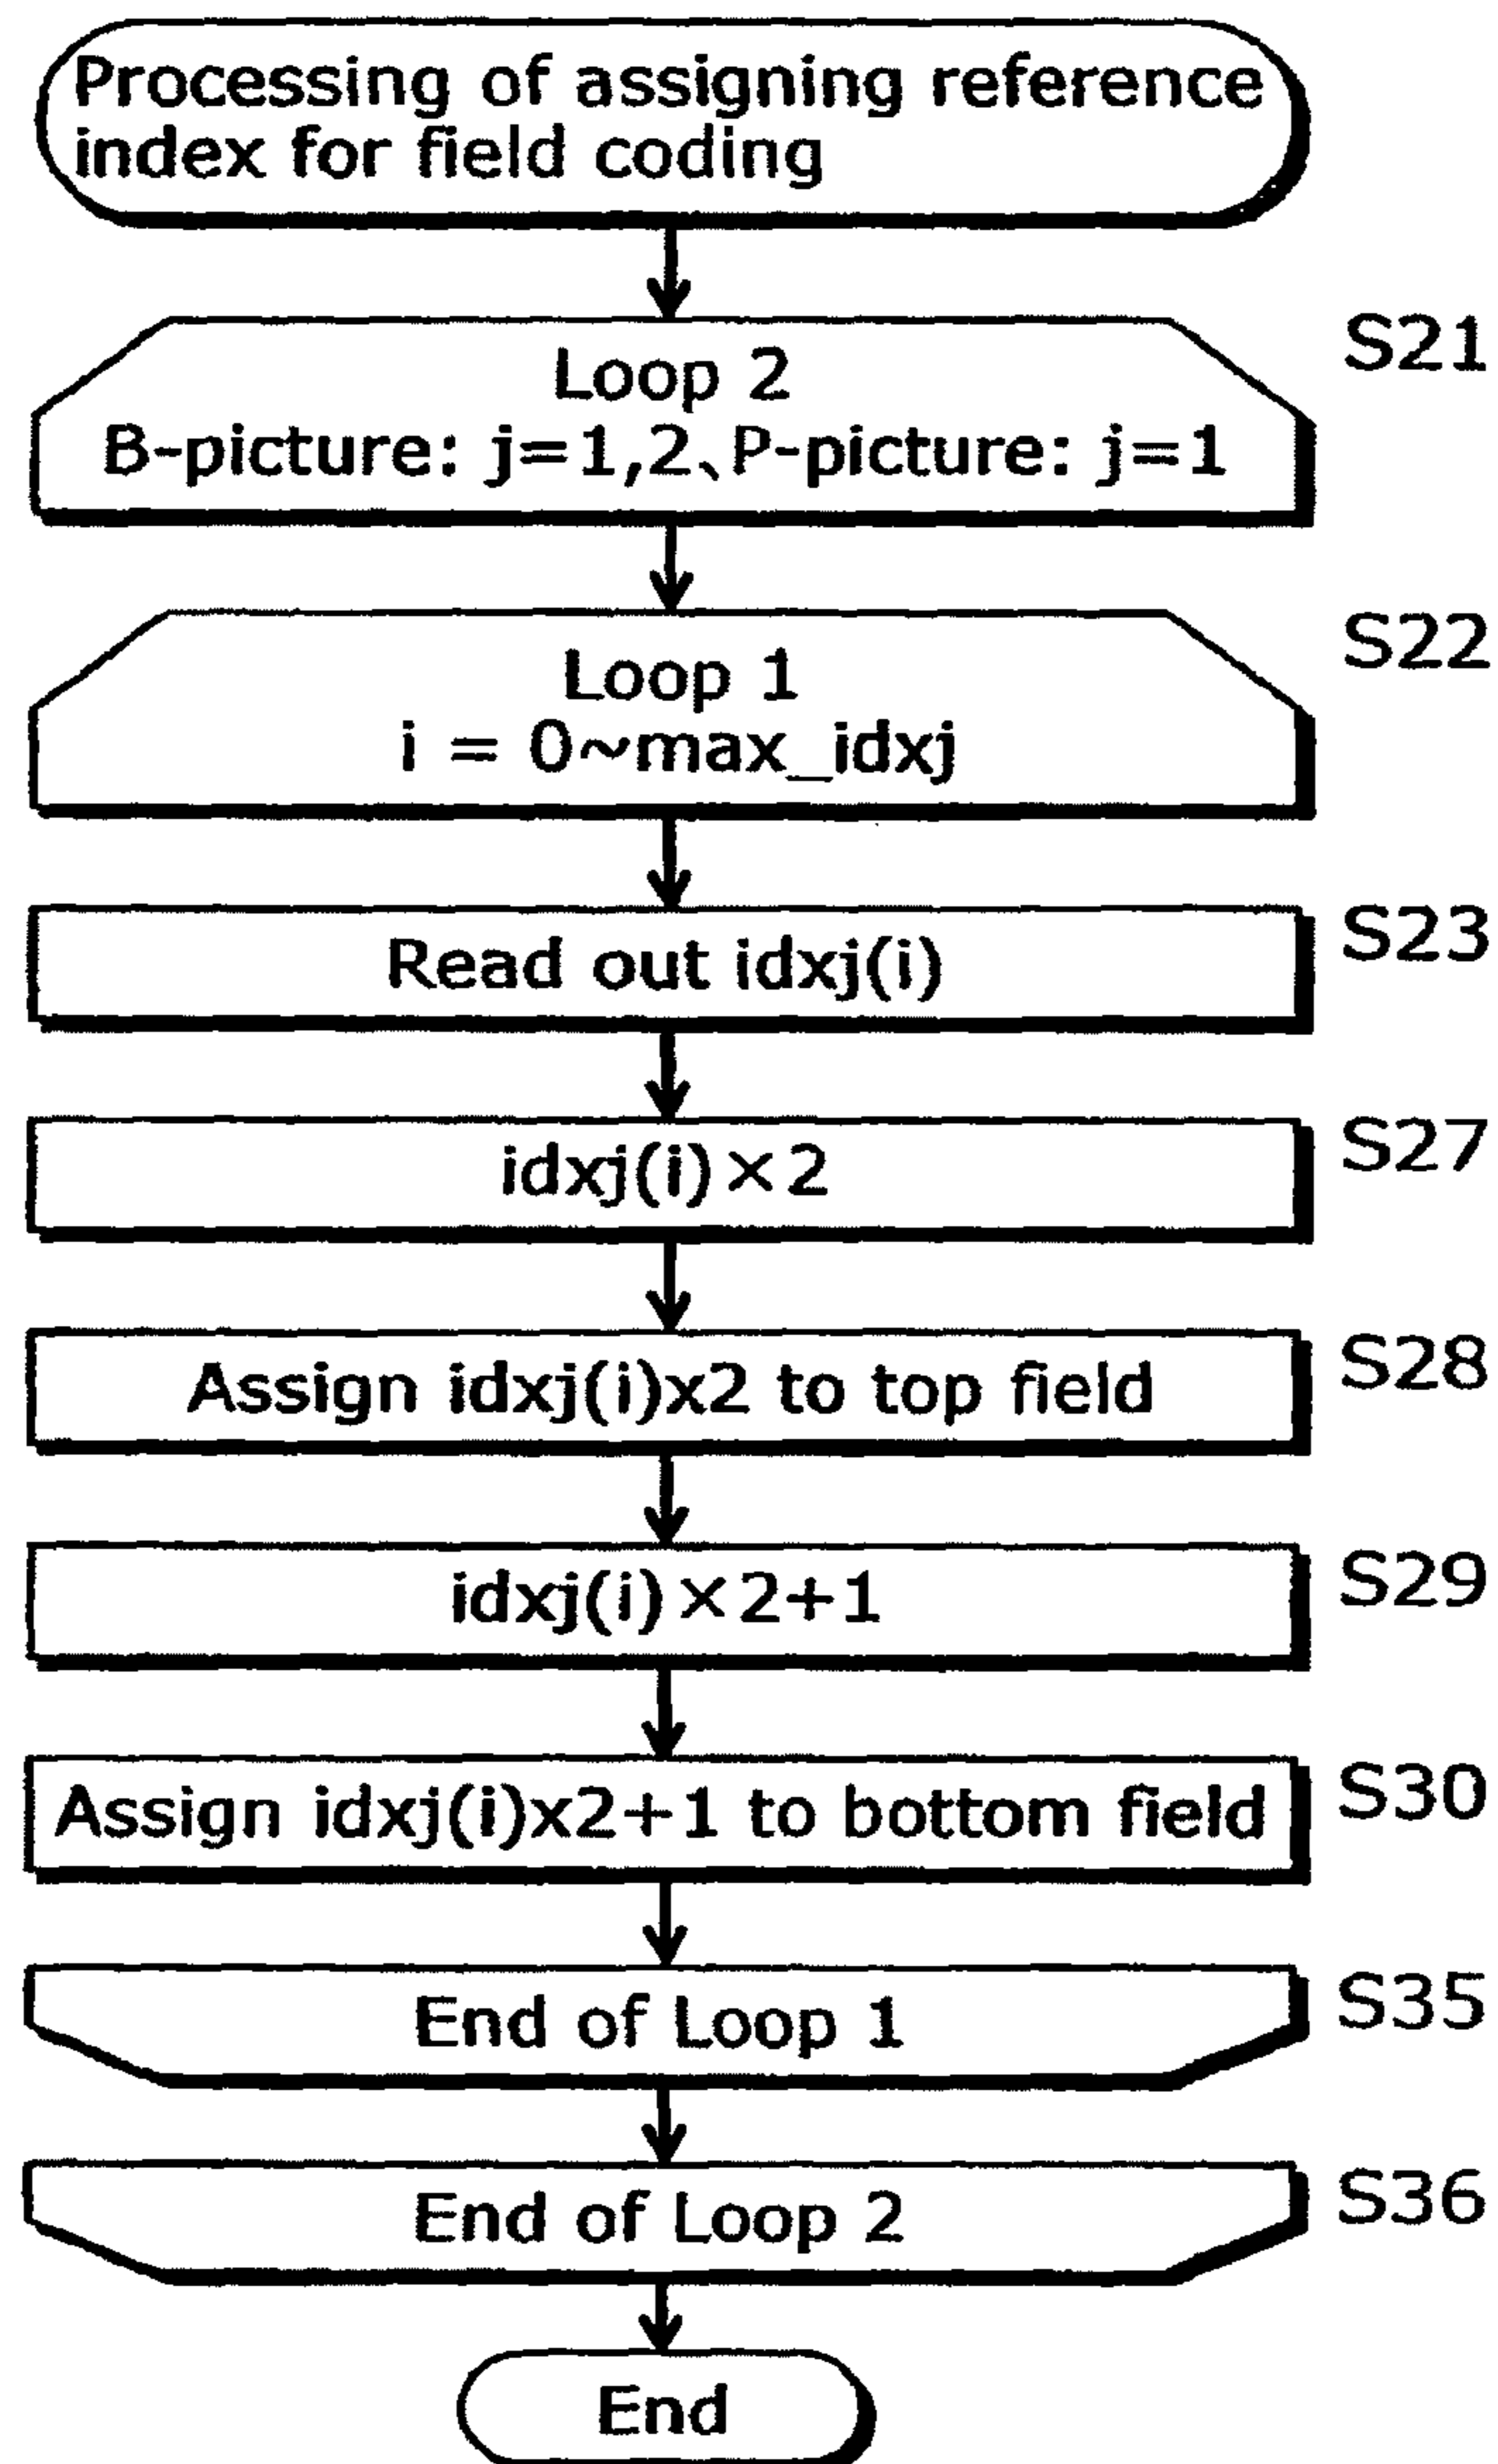 Processing of assigning reference
index for field coding
S21
Loop 2
B-picture: j=1,2、P-picture: j=1
S22
Loop 1
i = 0~max_idxj
Read out idxj(i)
S23
idxj(i)×2
S27
Assign idxj(i)x2 to top field
S28
idxj(i)×2+1
S29
Assign idxj(i)x2+1 to bottom field
S30
End of Loop 1
S35
End of Loop 2
S36
End